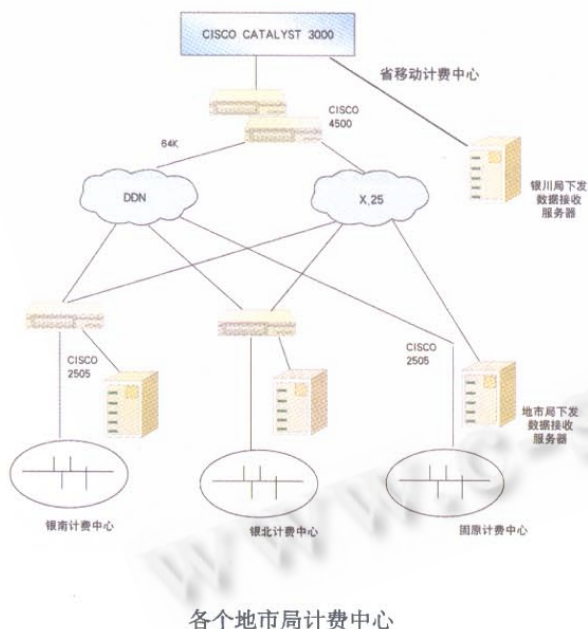 CISCO CATALYST 3000
省移动计费中心
CISCO
4500
64K
银川局下发
数据接收
服务器
DDN
X.25
CISCO
2505
CISCO
2505
地市局下发
数据接收
服务器
银南计费中心
银北计费中心
固原计费中心
各个地市局计费中心